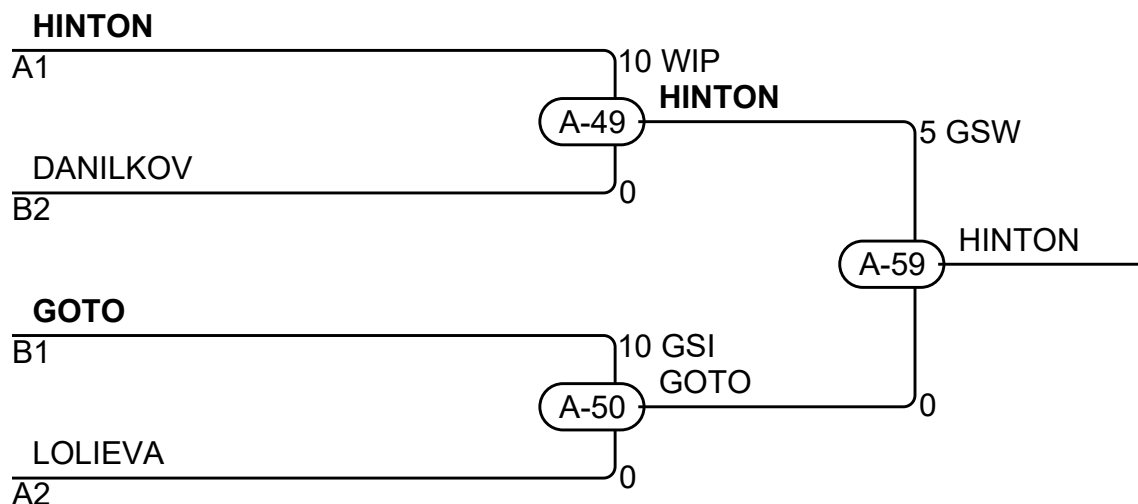 HINTON
A1
10 WIP
HINTON
A-49
5 GSW
DANILKOV
B2
0
HINTON
A-59
GOTO
B1
10 GSI
GOTO
A-50
0
LOLIEVA
A2
0